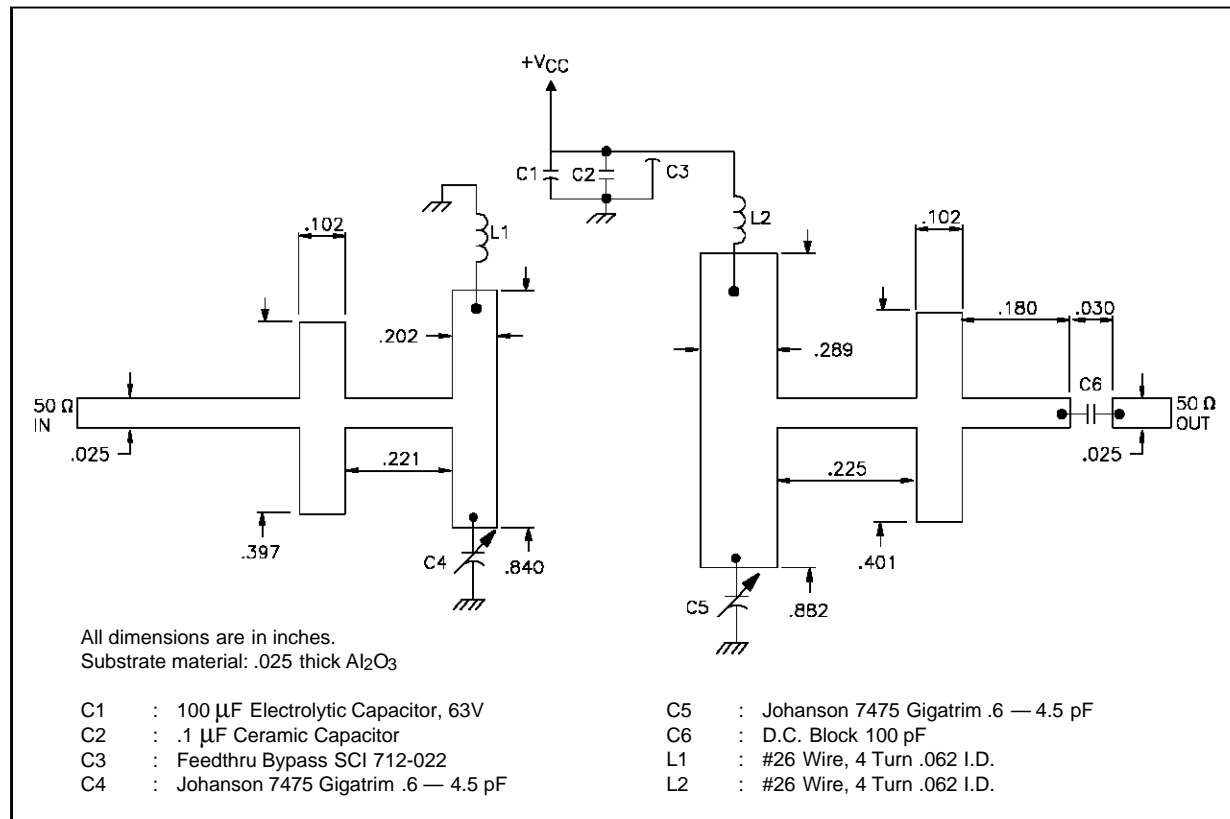 +VCC
C1
C2
C3
L1
L2
.102
.102
.180
.030
.202
.289
C6
50 Ω
IN
50 Ω
OUT
.025
.221
.225
.025
.397
C4
.840
C5
.882
.401
All dimensions are in inches.
Substrate material: .025 thick Al2O3
C1 : 100 µF Electrolytic Capacitor, 63V
C2 : .1 µF Ceramic Capacitor
C3 : Feedthru Bypass SCI 712-022
C4 : Johanson 7475 Gigatrim .6 — 4.5 pF
C5 : Johanson 7475 Gigatrim .6 — 4.5 pF
C6 : D.C. Block 100 pF
L1 : #26 Wire, 4 Turn .062 I.D.
L2 : #26 Wire, 4 Turn .062 I.D.